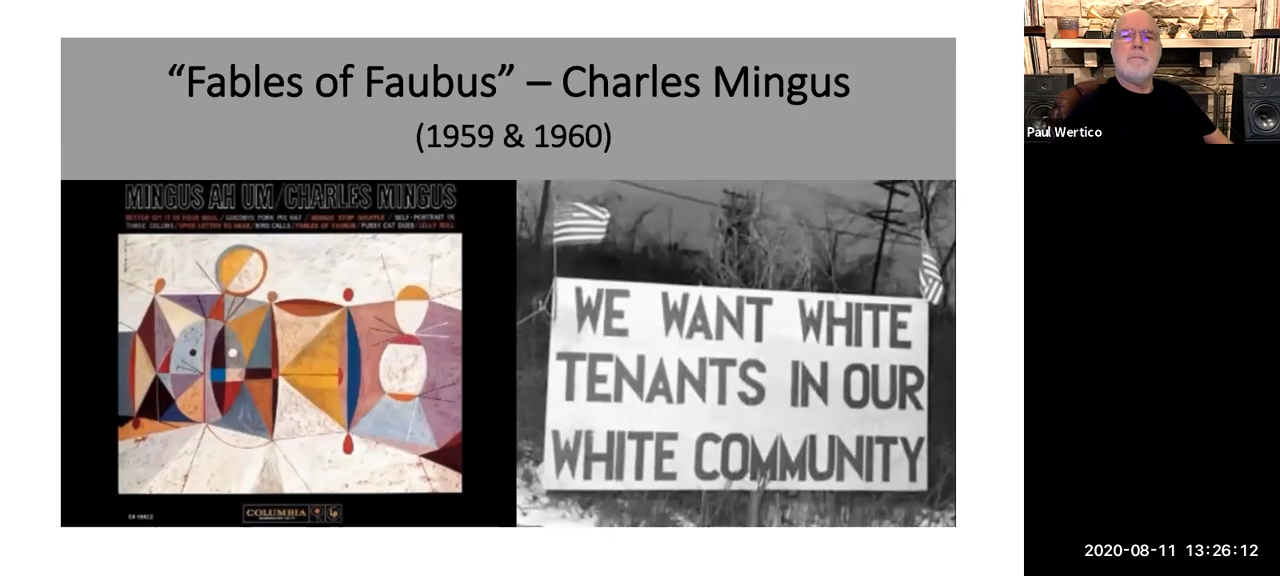 “Fables of Faubus” – Charles Mingus
(1959 & 1960)
MINGUS AH UM/CHARLES MINGUS
BETTER GIT IT IN YOUR SOUL / GOODBYE PORK PIE HAT / BOOGIE STOP SHUFFLE / SELF-PORTRAIT IN
THREE COLORS/OPEN LETTER TO DUKE/BIRD CALLS/FABLES OF FAUBUS/PUSSY CAT DUES/JELLY ROLL
COLUMBIA
WE WANT WHITE
TENANTS IN OUR
WHITE COMMUNITY
Paul Wertico
2020-08-11 13:26:12